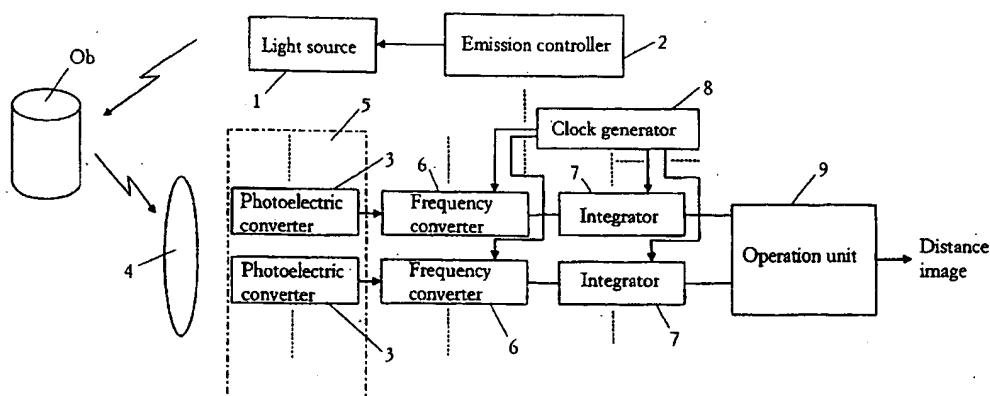 Ob
Light source
Emission controller
2
1
5
8
Clock generator
3
6
7
9
Photoelectric
converter
Frequency
converter
Integrator
4
Photoelectric
converter
Frequency
converter
Integrator
Operation unit
Distance
image
3
6
7